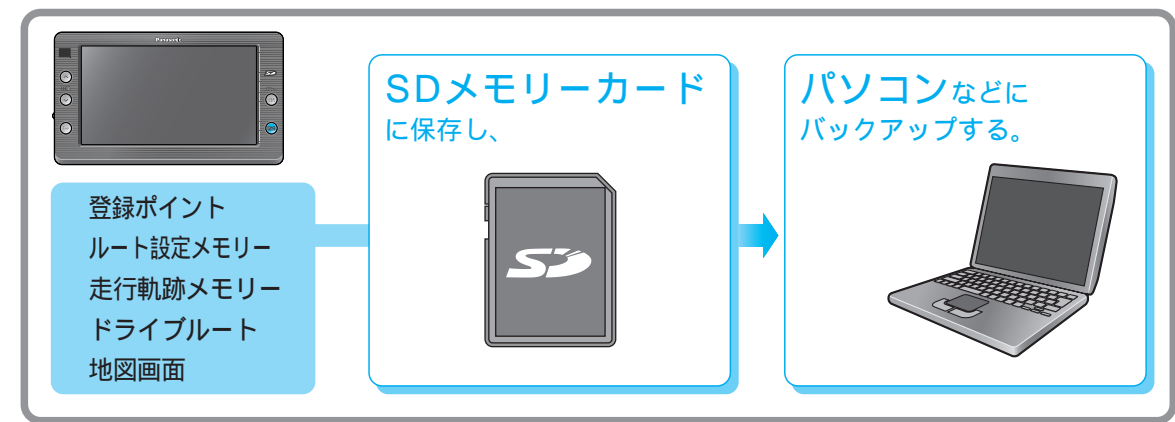 Panasonic
SD
登録ポイント
ルート設定メモリー
走行軌跡メモリー
ドライブルート
地図画面
SDメモリーカード
に保存し、
SD
パソコンなどに
バックアップする。